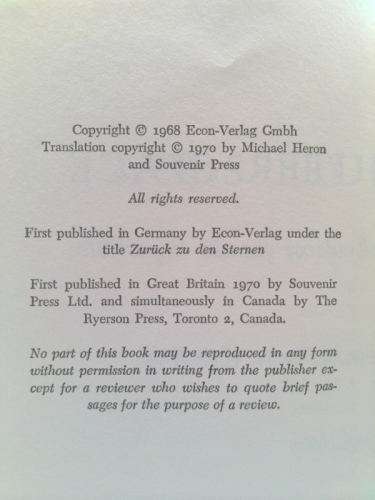 Copyright © 1968 Econ-Verlag Gmbh
Translation copyright © 1970 by Michael Heron
and Souvenir Press
All rights reserved.
First published in Germany by Econ-Verlag under the
title Zurück zu den Sternen
First published in Great Britain 1970 by Souvenir
Press Ltd. and simultaneously in Canada by The
Ryerson Press, Toronto 2, Canada.
No part of this book may be reproduced in any form
without permission in writing from the publisher ex-
cept for a reviewer who wishes to quote brief pas-
sages for the purpose of a review.